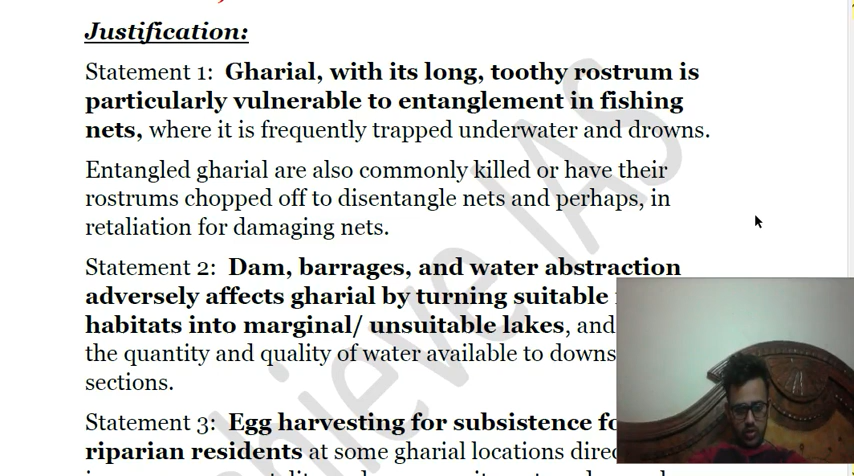 Justification:
Statement 1: Gharial, with its long, toothy rostrum is
particularly vulnerable to entanglement in fishing
nets, where it is frequently trapped underwater and drowns.
Entangled gharial are also commonly killed or have their
rostrums chopped off to disentangle nets and perhaps, in
retaliation for damaging nets.
Statement 2: Dam, barrages, and water abstraction
adversely affects gharial by turning suitable
habitats into marginal/ unsuitable lakes, and
the quantity and quality of water available to downs
sections.
Statement 3: Egg harvesting for subsistence fo
riparian residents at some gharial locations direc
chieve IAS